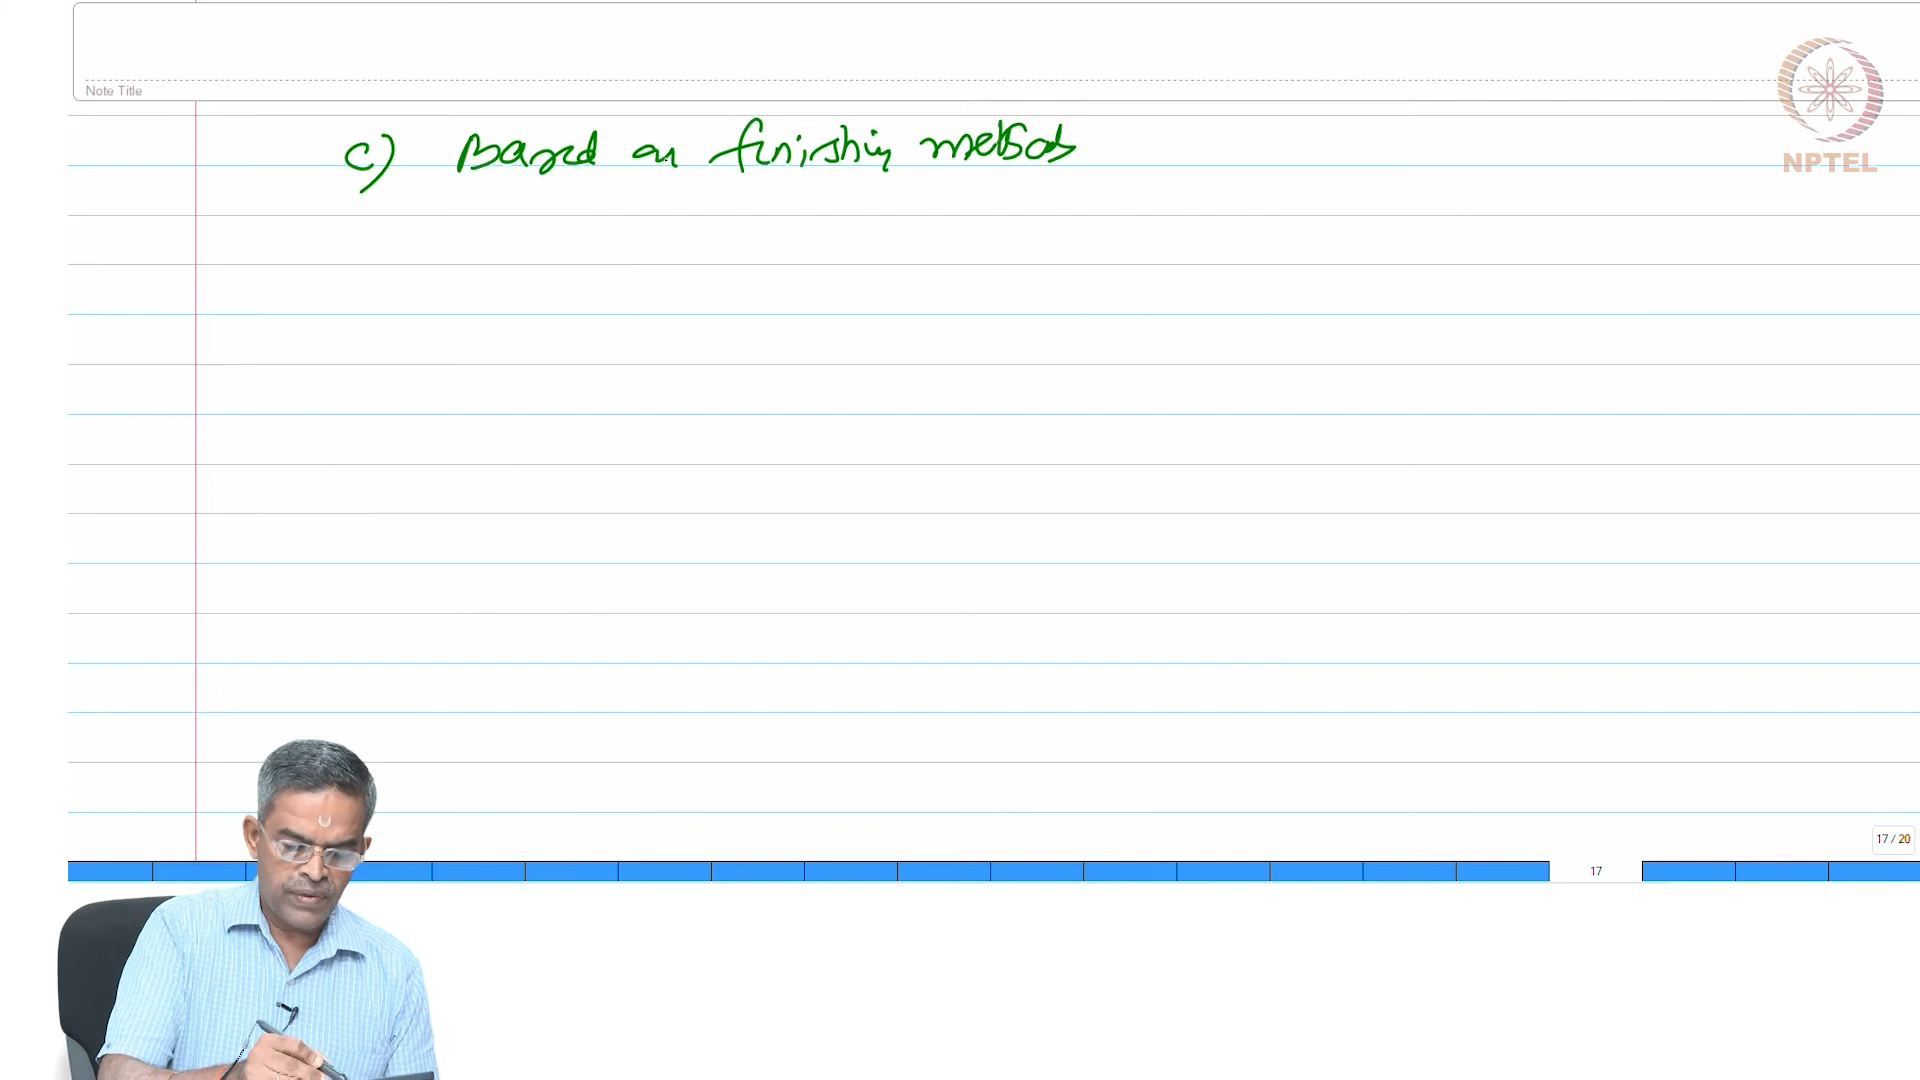 Note Title
NPTEL
c) Based on finishing methods
17 / 20
17